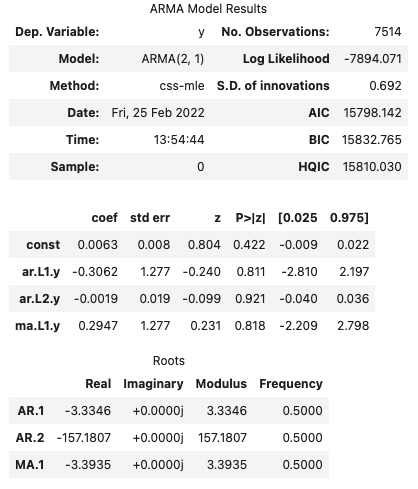 ARMA Model Results
Dep. Variable: y No. Observations: 7514
Model: ARMA(2, 1) Log Likelihood -7894.071
Method: css-mle S.D. of innovations 0.692
Date: Fri, 25 Feb 2022 AIC 15798.142
Time: 13:54:44 BIC 15832.765
Sample: 0 HQIC 15810.030
coef std err z P>|z| [0.025 0.975]
const 0.0063 0.008 0.804 0.422 -0.009 0.022
ar.L1.y -0.3062 1.277 -0.240 0.811 -2.810 2.197
ar.L2.y -0.0019 0.019 -0.099 0.921 -0.040 0.036
ma.L1.y 0.2947 1.277 0.231 0.818 -2.209 2.798
Roots
Real Imaginary Modulus Frequency
AR.1 -3.3346 +0.0000j 3.3346 0.5000
AR.2 -157.1807 +0.0000j 157.1807 0.5000
MA.1 -3.3935 +0.0000j 3.3935 0.5000